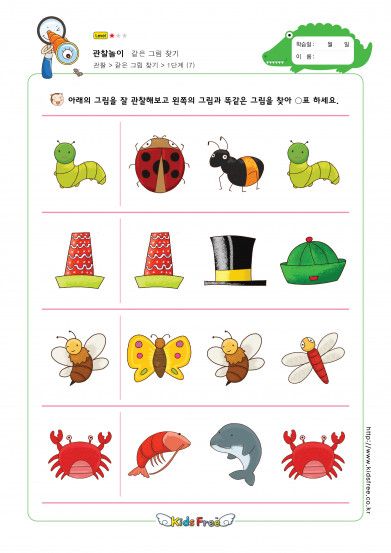 Level ★★★
관찰놀이 같은 그림 찾기
관찰 > 같은 그림 찾기 > 1단계 (7)
학습일 : 월 일
이 름 :
아래의 그림을 잘 관찰해보고 왼쪽의 그림과 똑같은 그림을 찾아 ○표 하세요.
http://www.kidsfree.co.kr
Kids Free